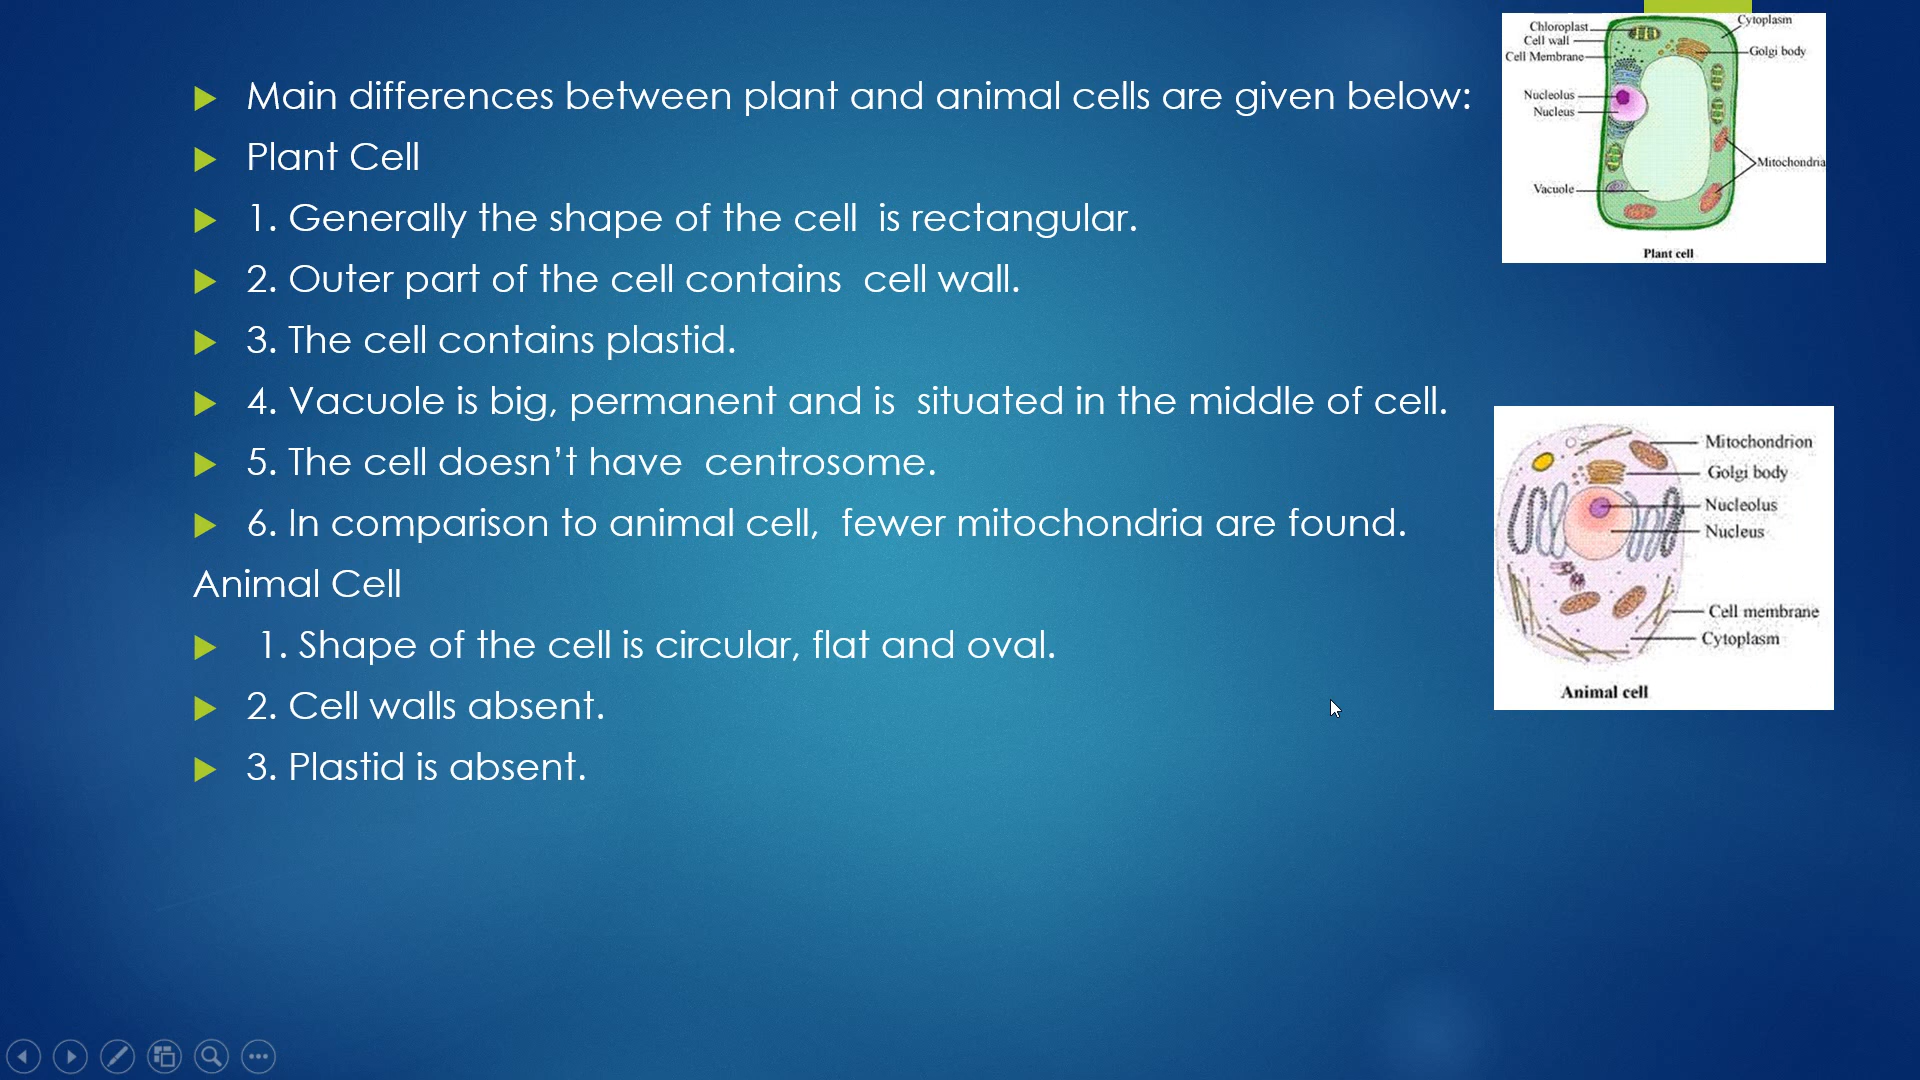 Main differences between plant and animal cells are given below:
Plant Cell
1. Generally the shape of the cell  is rectangular.
2. Outer part of the cell contains  cell wall.
3. The cell contains plastid.
4. Vacuole is big, permanent and is  situated in the middle of cell.
5. The cell doesn’t have  centrosome.
6. In comparison to animal cell,  fewer mitochondria are found.
Animal Cell
1. Shape of the cell is circular, flat and oval.
2. Cell walls absent.
3. Plastid is absent.
Chloroplast
Cell wall
Cell Membrane
Nucleolus
Nucleus
Vacuole
Cytoplasm
Golgi body
Mitochondria
Plant cell
Mitochondrion
Golgi body
Nucleolus
Nucleus
Cell membrane
Cytoplasm
Animal cell